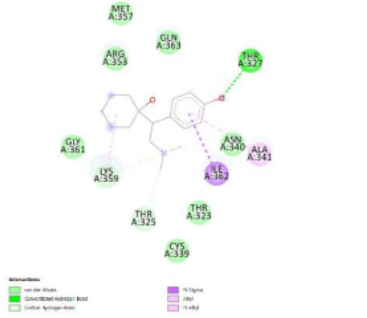 MET
A:357
GLN
A:363
ARG
A:353
THR
A:327
GLY
A:361
ASN
A:340
ALA
A:341
LYS
A:359
ILE
A:362
THR
A:325
THR
A:323
CYS
A:339
Interactions
van der Waals
Conventional Hydrogen Bond
Carbon Hydrogen Bond
Pi-Sigma
Alkyl
Pi-Alkyl